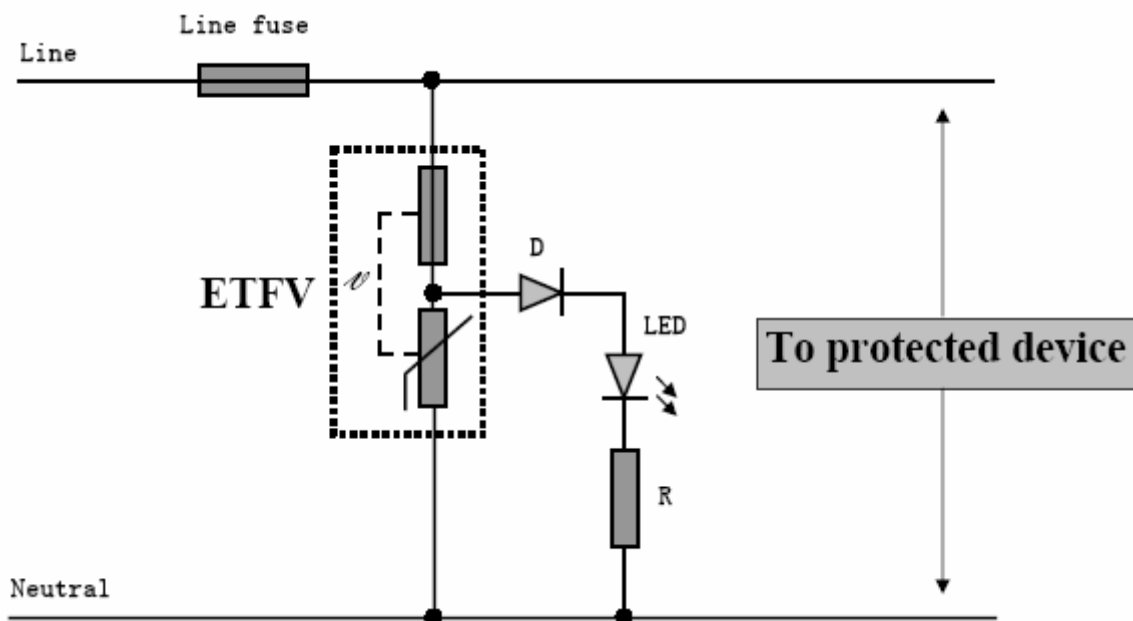 Line fuse
Line
D
ETFV
LED
To protected device
R
Neutral